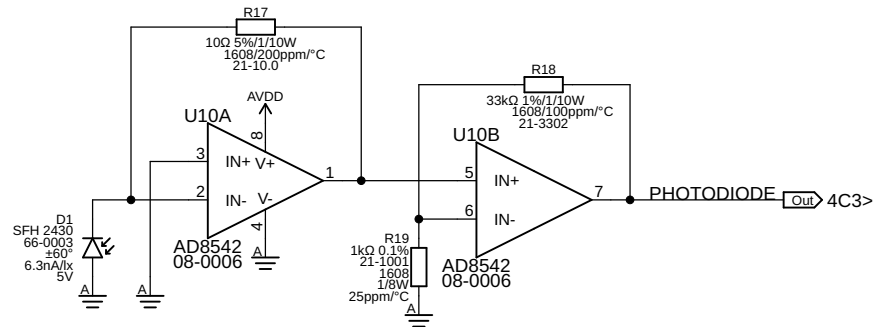 R17
10Ω 5%/1/10W
1608/200ppm/°C
21-10.0
AVDD
U10A
8
3
IN+
V+
1
2
IN-
V-
4
A
AD8542
08-0006
D1
SFH 2430
66-0003
±60°
6.3nA/lx
5V
A
A
R18
33kΩ 1%/1/10W
1608/100ppm/°C
21-3302
U10B
5
IN+
7
6
IN-
AD8542
08-0006
R19
1kΩ 0.1%
21-1001
1608
1/8W
25ppm/°C
A
PHOTODIODE
Out
4C3>